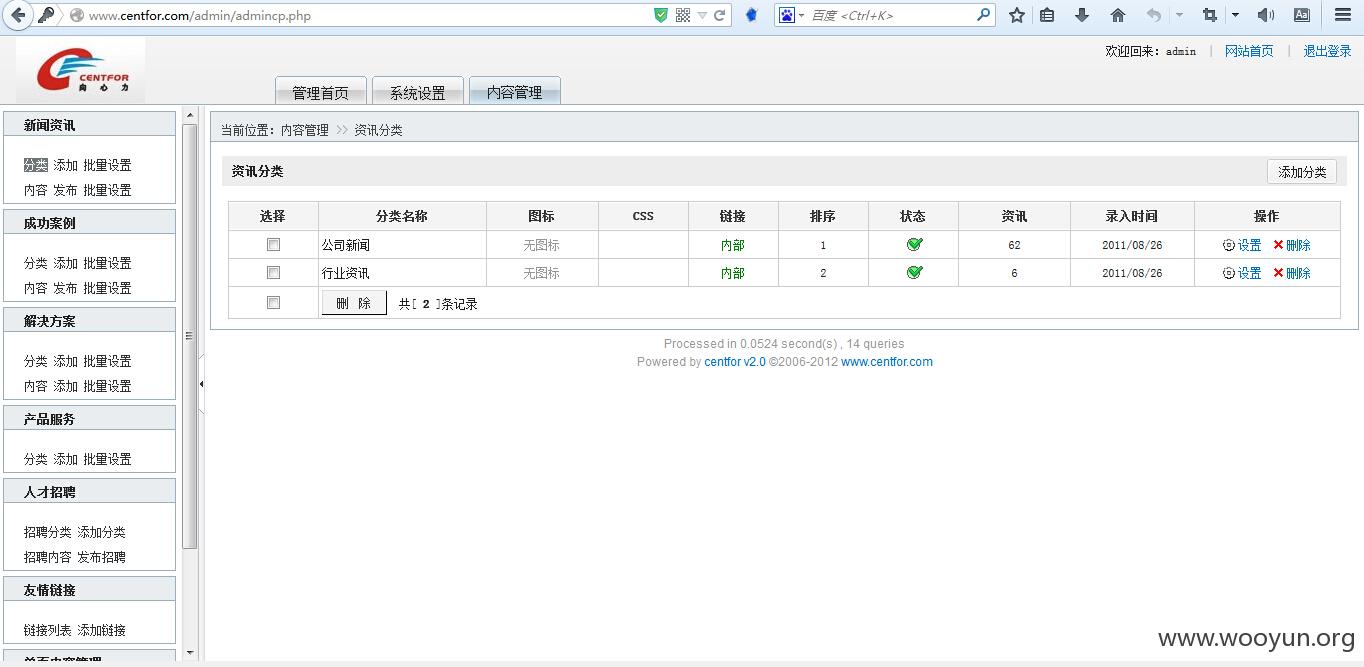 www.centfor.com/admin/admincp.php
百度 <Ctrl+K>
CENTFOR
向心力
欢迎回来：admin | 网站首页 | 退出登录
管理首页 系统设置 内容管理
新闻资讯
分类 添加 批量设置
内容 发布 批量设置
成功案例
分类 添加 批量设置
内容 发布 批量设置
解决方案
分类 添加 批量设置
内容 添加 批量设置
产品服务
分类 添加 批量设置
人才招聘
招聘分类 添加分类
招聘内容 发布招聘
友情链接
链接列表 添加链接
单页内容管理
当前位置：内容管理 >> 资讯分类
资讯分类 添加分类
选择 分类名称 图标 CSS 链接 排序 状态 资讯 录入时间 操作
公司新闻 无图标 内部 1 62 2011/08/26 设置 删除
行业资讯 无图标 内部 2 6 2011/08/26 设置 删除
删 除 共[ 2 ]条记录
Processed in 0.0524 second(s) , 14 queries
Powered by centfor v2.0 ©2006-2012 www.centfor.com
www.wooyun.org